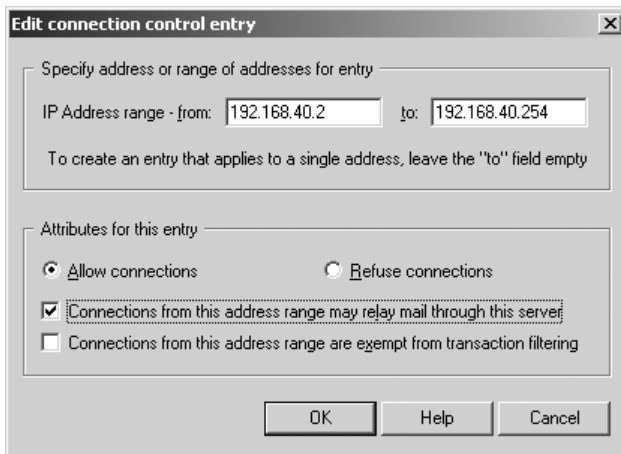 Edit connection control entry
Specify address or range of addresses for entry
IP Address range - from: 192.168.40.2 to: 192.168.40.254
To create an entry that applies to a single address, leave the "to" field empty
Attributes for this entry
Allow connections Refuse connections
Connections from this address range may relay mail through this server
Connections from this address range are exempt from transaction filtering
OK Help Cancel